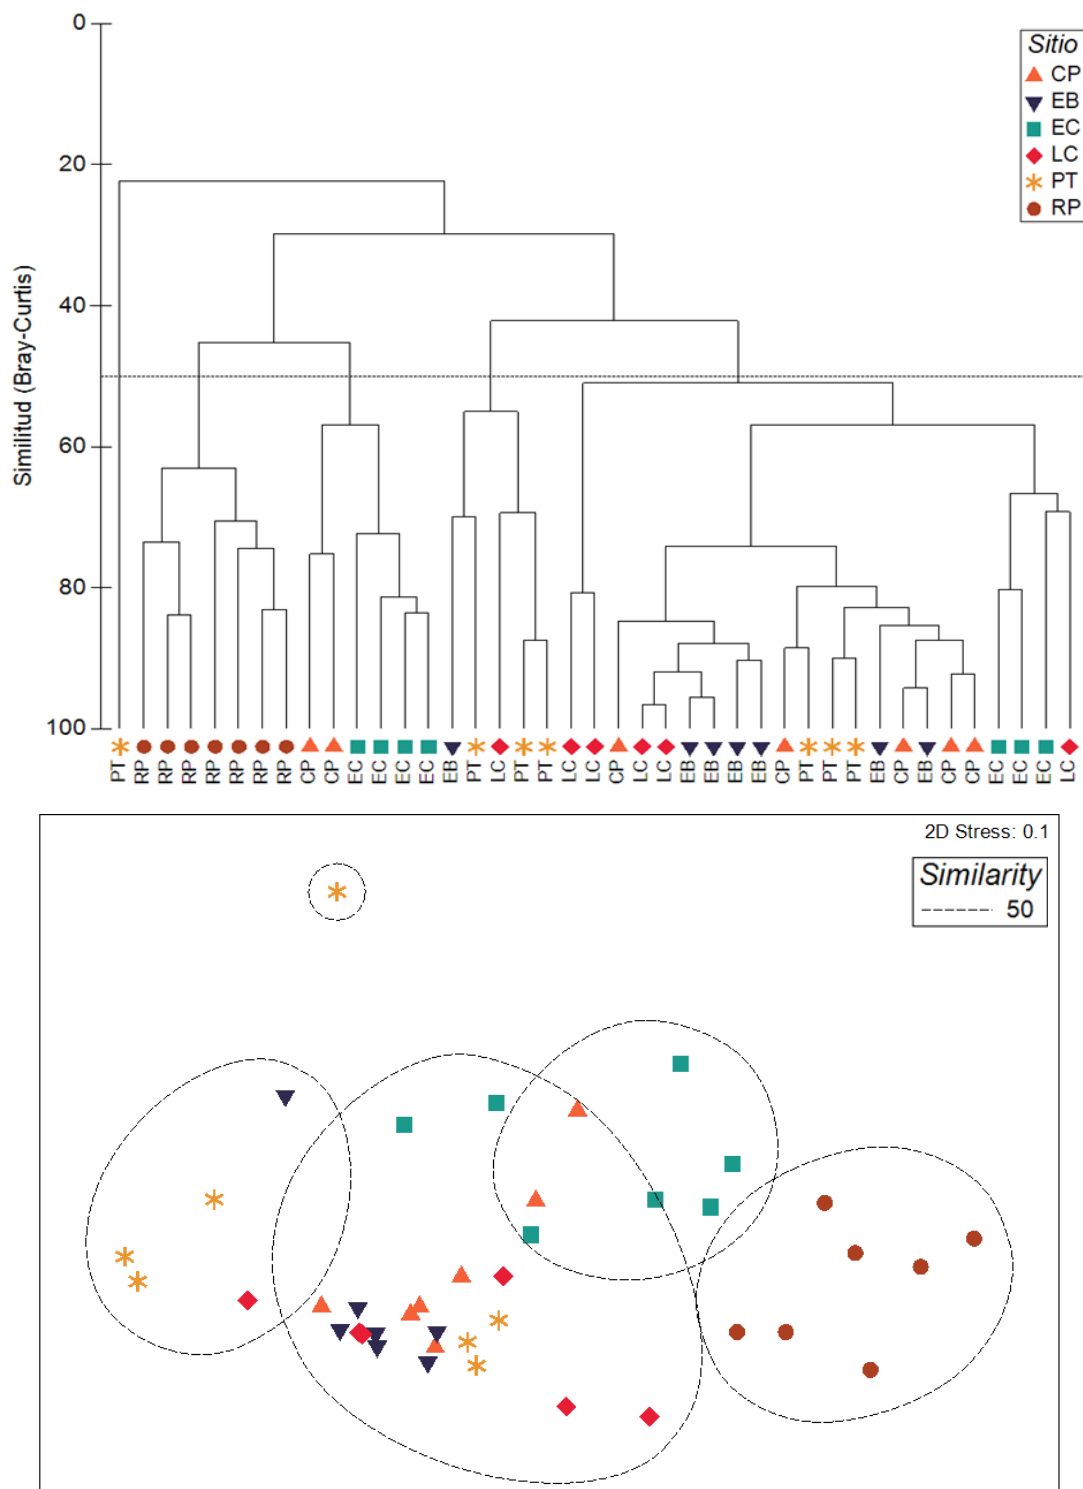 0
20
40
60
80
100
Similitud (Bray-Curtis)
Sitio
CP
EB
EC
LC
PT
RP
PT RP RP RP RP RP RP RP CP CP EC EC EC EC EB PT LC PT PT LC LC CP LC LC EB EB EB EB CP PT PT PT EB CP EB CP CP EC EC EC LC
2D Stress: 0.1
Similarity
50